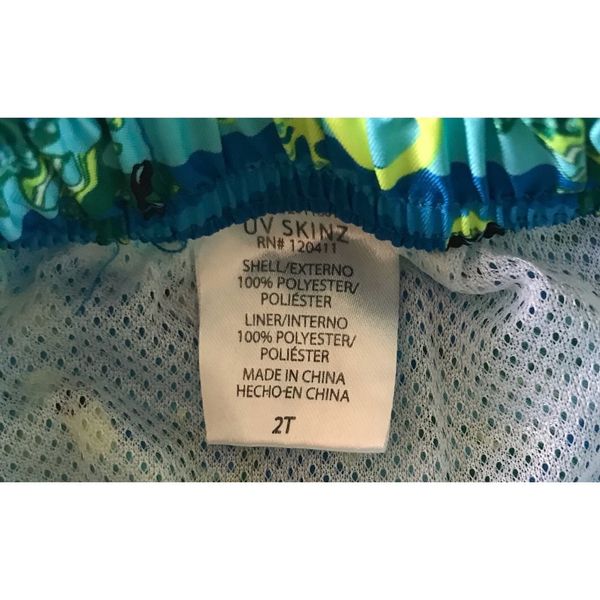 UV SKINZ
RN# 120411
SHELL/EXTERNO
100% POLYESTER/
POLIÉSTER
LINER/INTERNO
100% POLYESTER/
POLIÉSTER
MADE IN CHINA
HECHO EN CHINA
2T